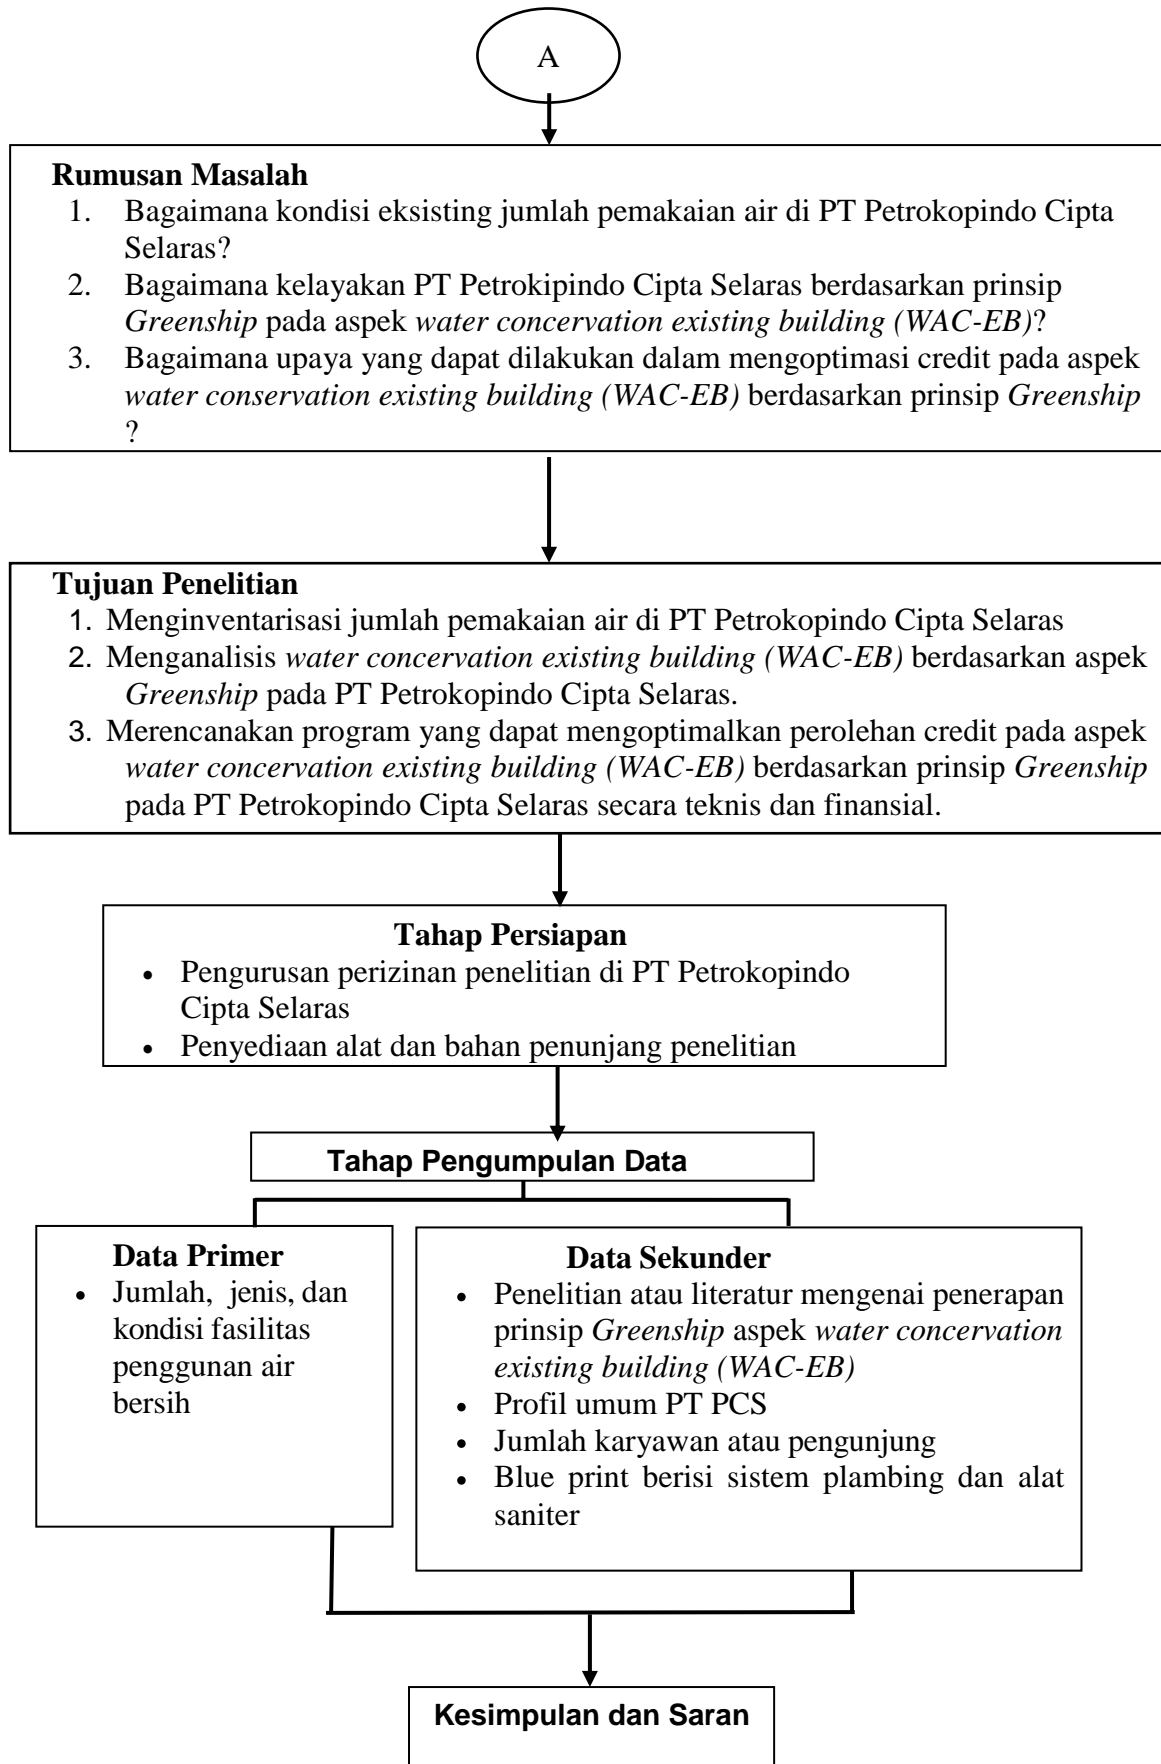 A
Rumusan Masalah
1. Bagaimana kondisi eksisting jumlah pemakaian air di PT Petrokopindo Cipta
Selaras?
2. Bagaimana kelayakan PT Petrokipindo Cipta Selaras berdasarkan prinsip
Greenship pada aspek water concervation existing building (WAC-EB)?
3. Bagaimana upaya yang dapat dilakukan dalam mengoptimasi credit pada aspek
water conservation existing building (WAC-EB) berdasarkan prinsip Greenship
?
Tujuan Penelitian
1. Menginventarisasi jumlah pemakaian air di PT Petrokopindo Cipta Selaras
2. Menganalisis water concervation existing building (WAC-EB) berdasarkan aspek
Greenship pada PT Petrokopindo Cipta Selaras.
3. Merencanakan program yang dapat mengoptimalkan perolehan credit pada aspek
water concervation existing building (WAC-EB) berdasarkan prinsip Greenship
pada PT Petrokopindo Cipta Selaras secara teknis dan finansial.
Tahap Persiapan
• Pengurusan perizinan penelitian di PT Petrokopindo
Cipta Selaras
• Penyediaan alat dan bahan penunjang penelitian
Tahap Pengumpulan Data
Data Primer
• Jumlah, jenis, dan
kondisi fasilitas
penggunan air
bersih
Data Sekunder
• Penelitian atau literatur mengenai penerapan
prinsip Greenship aspek water concervation
existing building (WAC-EB)
• Profil umum PT PCS
• Jumlah karyawan atau pengunjung
• Blue print berisi sistem plambing dan alat
saniter
Kesimpulan dan Saran